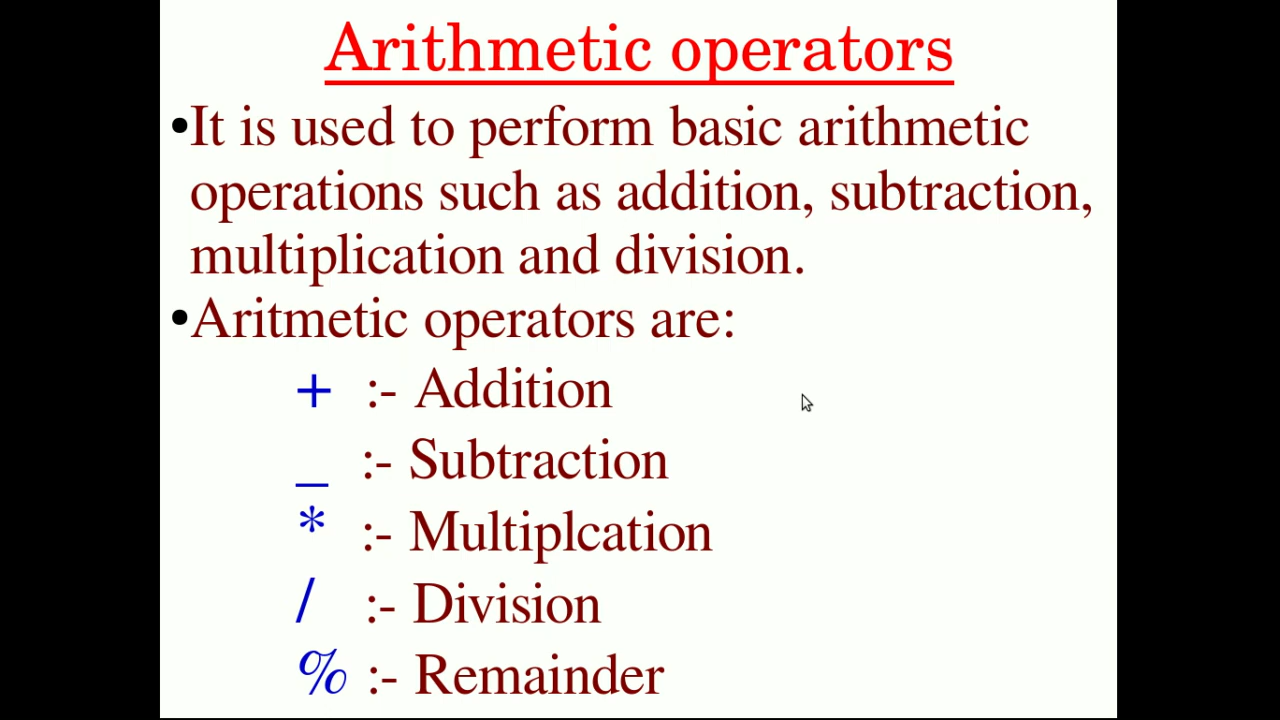 Arithmetic operators
•It is used to perform basic arithmetic
operations such as addition, subtraction,
multiplication and division.
•Aritmetic operators are:
+ :- Addition
_ :- Subtraction
* :- Multiplcation
/ :- Division
% :- Remainder